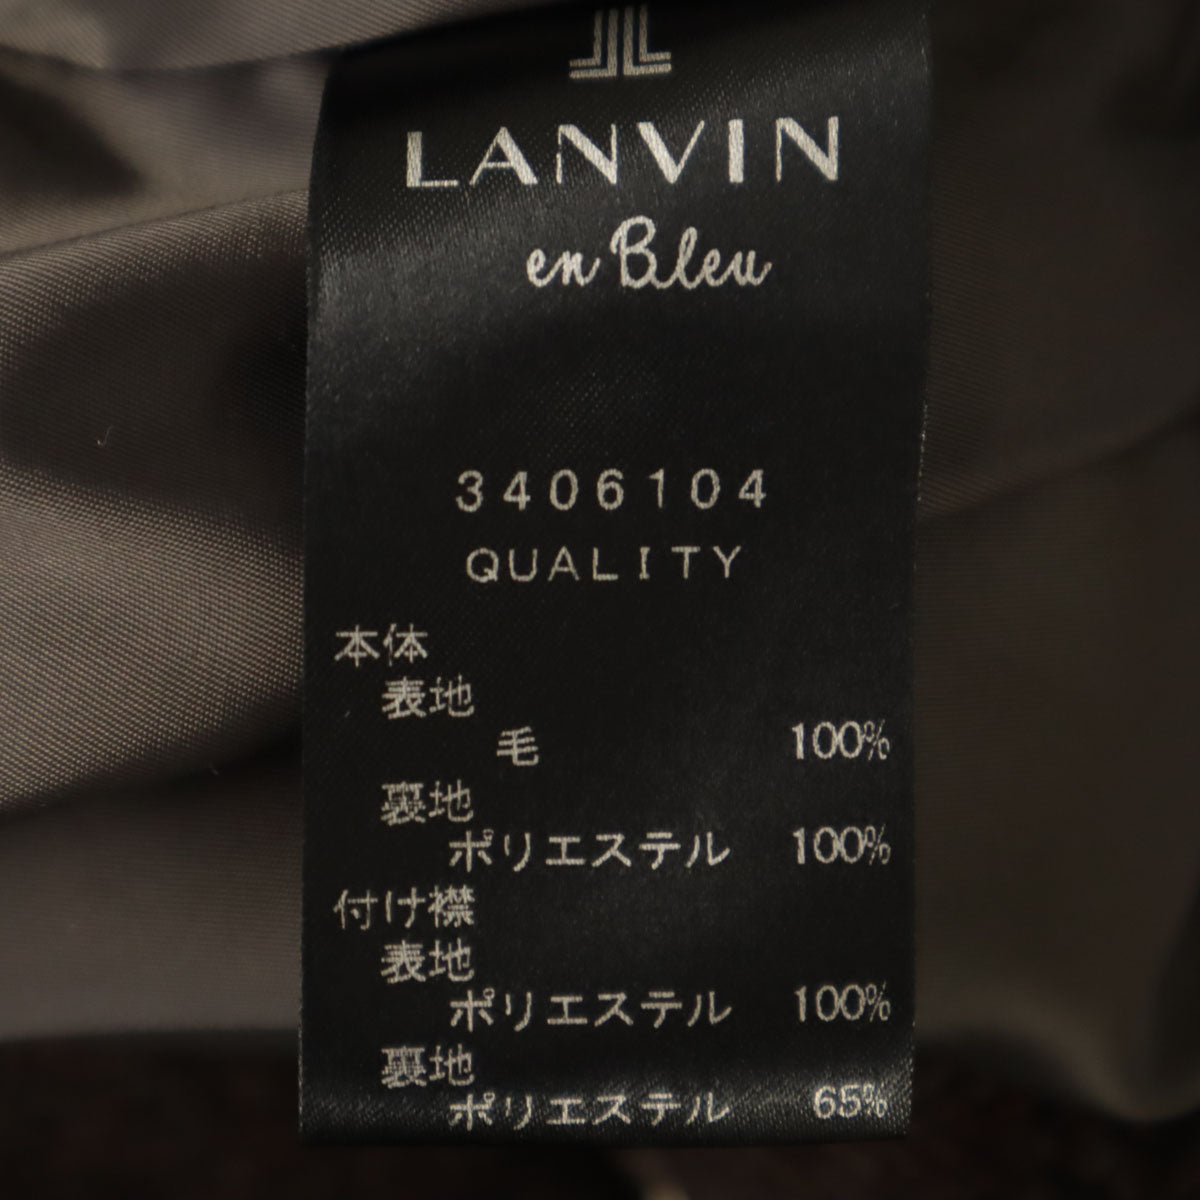 LANVIN
en Bleu
3406104
QUALITY
本体
表地
毛 100%
裏地
ポリエステル 100%
付け襟
表地
ポリエステル 100%
裏地
ポリエステル 65%